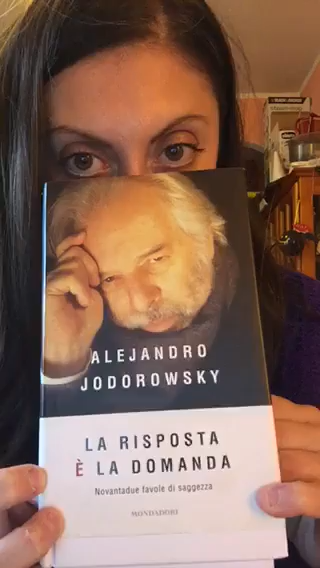 ALEJANDRO
JODOROWSKY
LA RISPOSTA
È LA DOMANDA
Novantadue favole di saggezza
MONDADORI